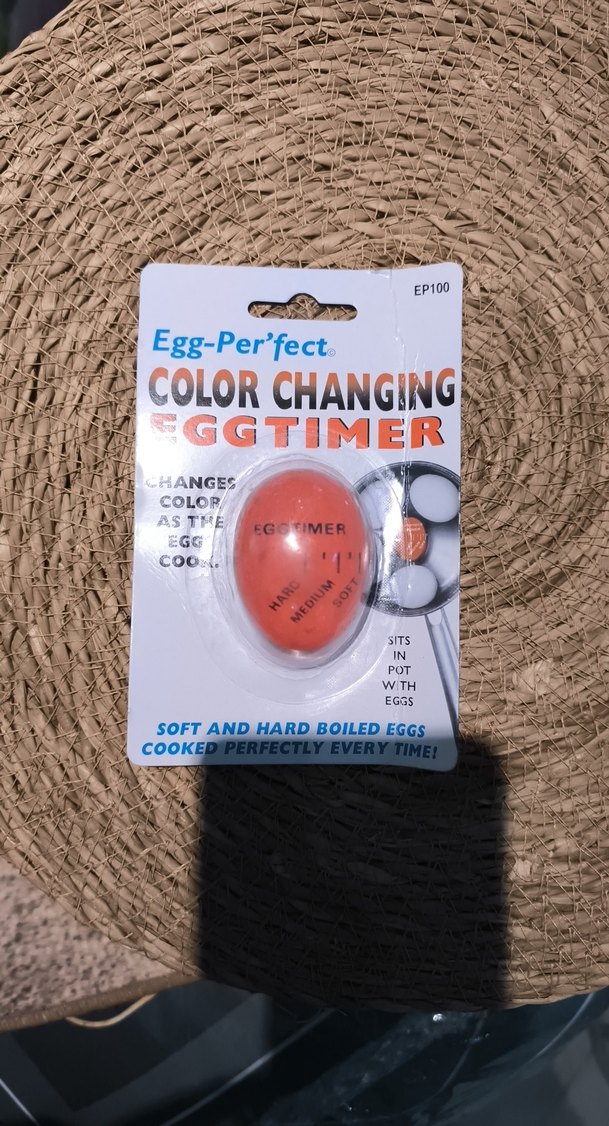 EP100
Egg-Per'fect©
COLOR CHANGING
EGGTIMER
CHANGES
COLOR
AS THE
EGG
COOK.
EGGTIMER
HARD
MEDIUM
SOFT
SITS
IN
POT
WITH
EGGS
SOFT AND HARD BOILED EGGS
COOKED PERFECTLY EVERY TIME!